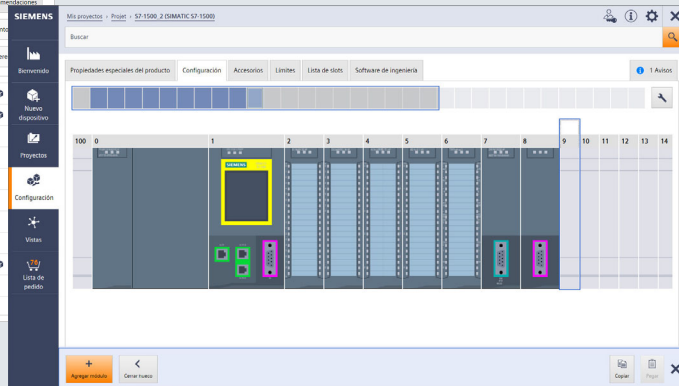 mendaciones
SIEMENS
Mis proyectos › Projet › S7-1500_2 (SIMATIC S7-1500)
Buscar
Bienvenido
Propiedades especiales del producto
Configuración
Accesorios
Límites
Lista de slots
Software de ingeniería
1 Avisos
Nuevo
dispositivo
Proyectos
100 0 1 2 3 4 5 6 7 8 9 10 11 12 13 14
SIEMENS
Configuración
Vistas
76
Lista de
pedido
Agregar módulo
Cerrar nuevo
Copiar
Pegar